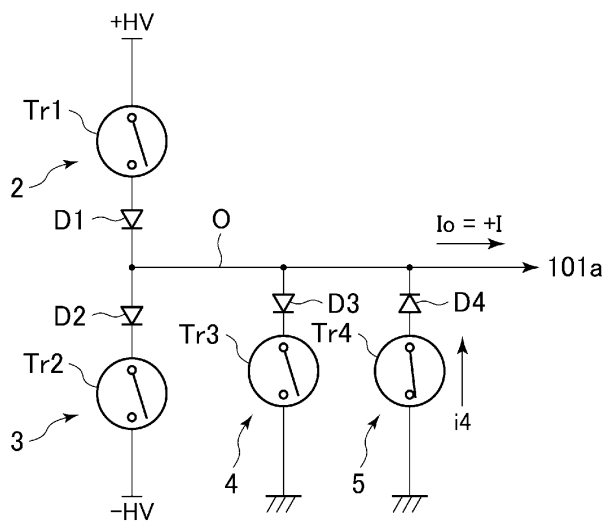 +HV
Tr1
2
D1
O
Io = +I
101a
D2
D3
D4
Tr2
Tr3
Tr4
3
4
5
i4
−HV